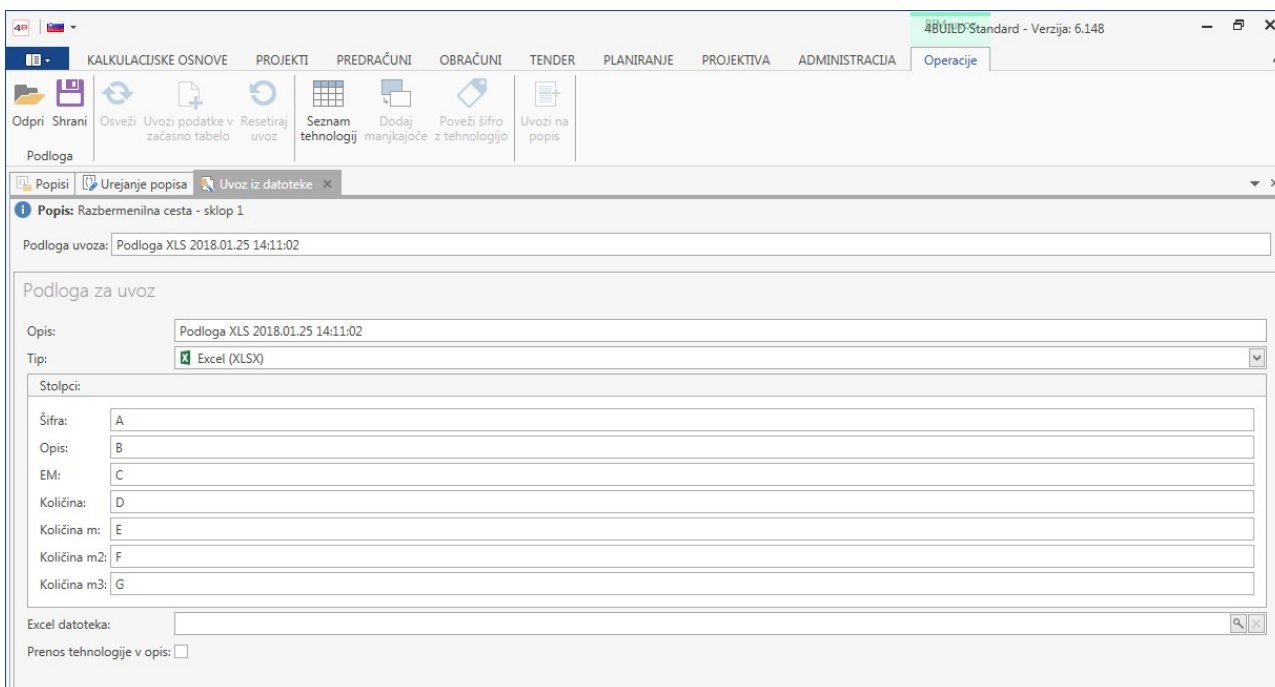 4B
4BUILD Standard - Verzija: 6.148
KALKULACIJSKE OSNOVE PROJEKTI PREDRAČUNI OBRAČUNI TENDER PLANIRANJE PROJEKTIVA ADMINISTRACIJA Operacije
Odpri Shrani Osveži Uvozi podatke v Resetiraj Seznam Dodaj Poveži šifro Uvozi na
začasno tabelo uvoz tehnologij manjkajoče z tehnologijo popis
Podloga
Popisi Urejanje popisa Uvoz iz datoteke
Popis: Razbermenilna cesta - sklop 1
Podloga uvoza: Podloga XLS 2018.01.25 14:11:02
Podloga za uvoz
Opis: Podloga XLS 2018.01.25 14:11:02
Tip: Excel (XLSX)
Stolpci:
Šifra: A
Opis: B
EM: C
Količina: D
Količina m: E
Količina m2: F
Količina m3: G
Excel datoteka:
Prenos tehnologije v opis: